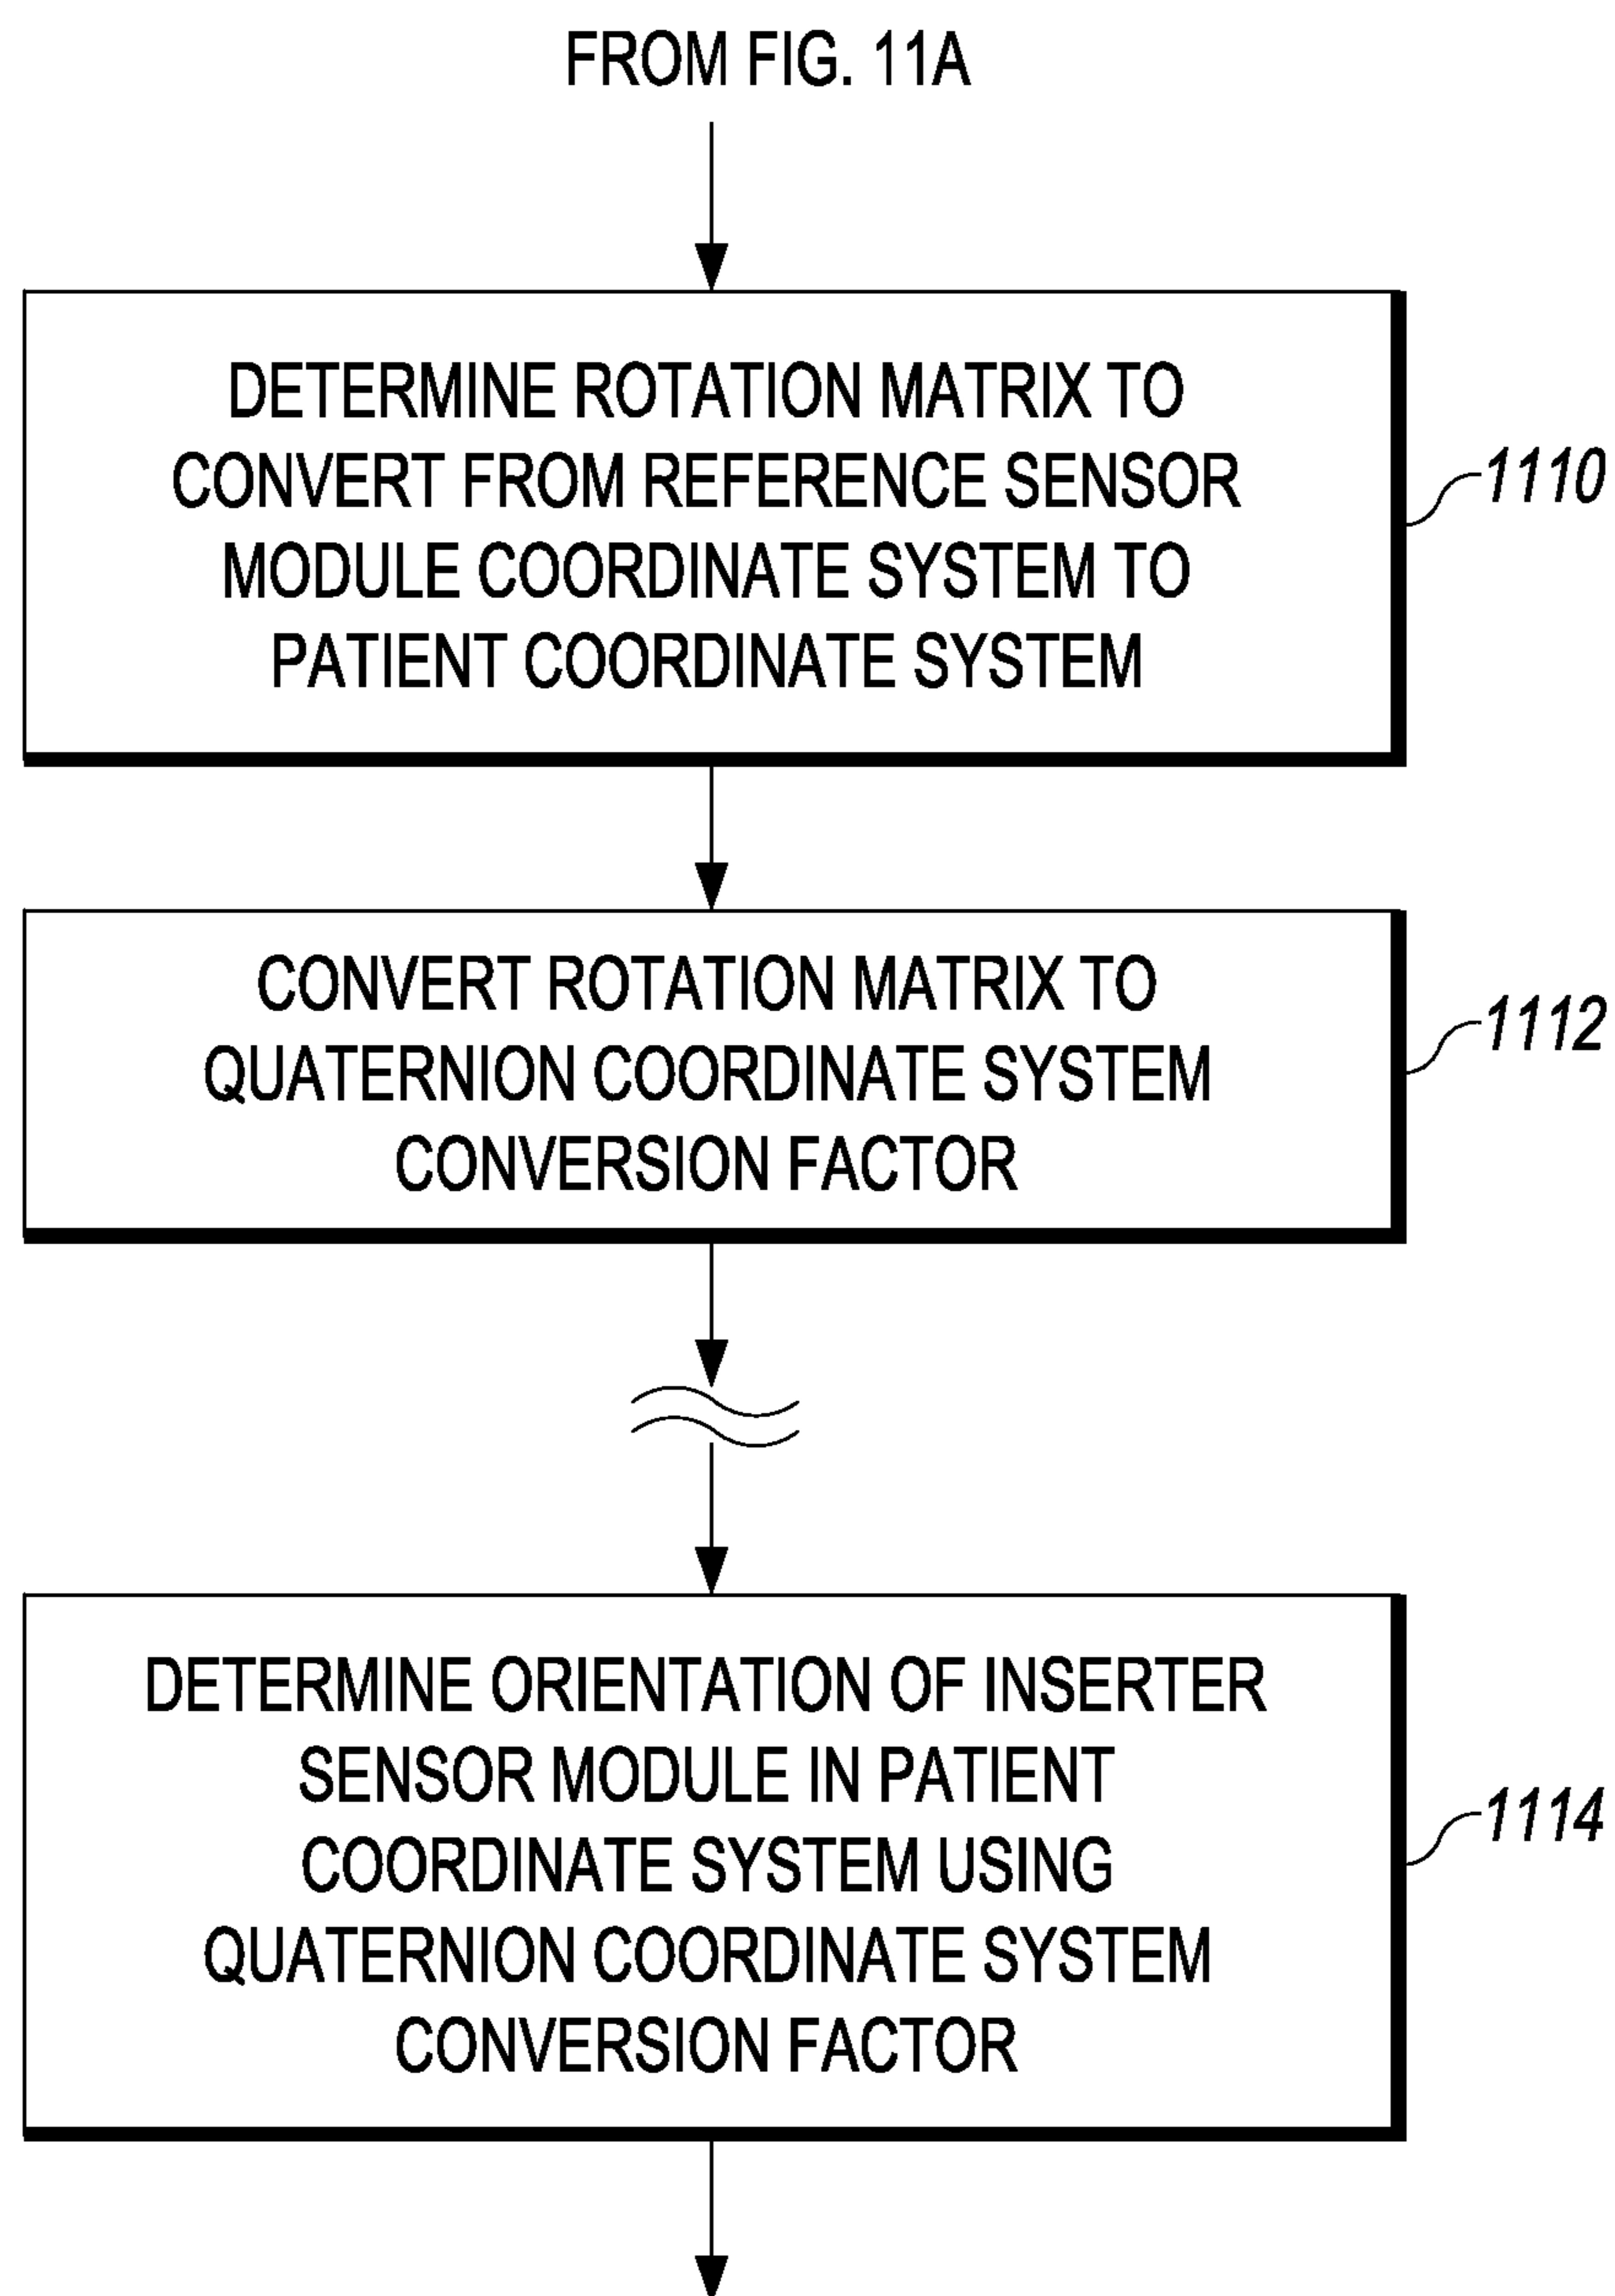 FROM FIG. 11A
DETERMINE ROTATION MATRIX TO
CONVERT FROM REFERENCE SENSOR
MODULE COORDINATE SYSTEM TO
PATIENT COORDINATE SYSTEM
1110
CONVERT ROTATION MATRIX TO
QUATERNION COORDINATE SYSTEM
CONVERSION FACTOR
1112
DETERMINE ORIENTATION OF INSERTER
SENSOR MODULE IN PATIENT
COORDINATE SYSTEM USING
QUATERNION COORDINATE SYSTEM
CONVERSION FACTOR
1114